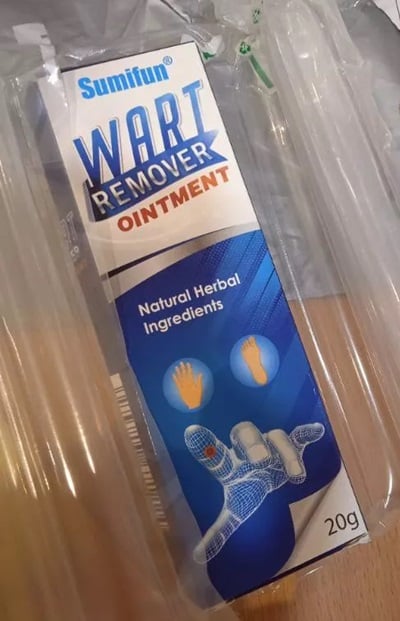 Sumifun®
WART
REMOVER
OINTMENT
Natural Herbal
Ingredients
20g